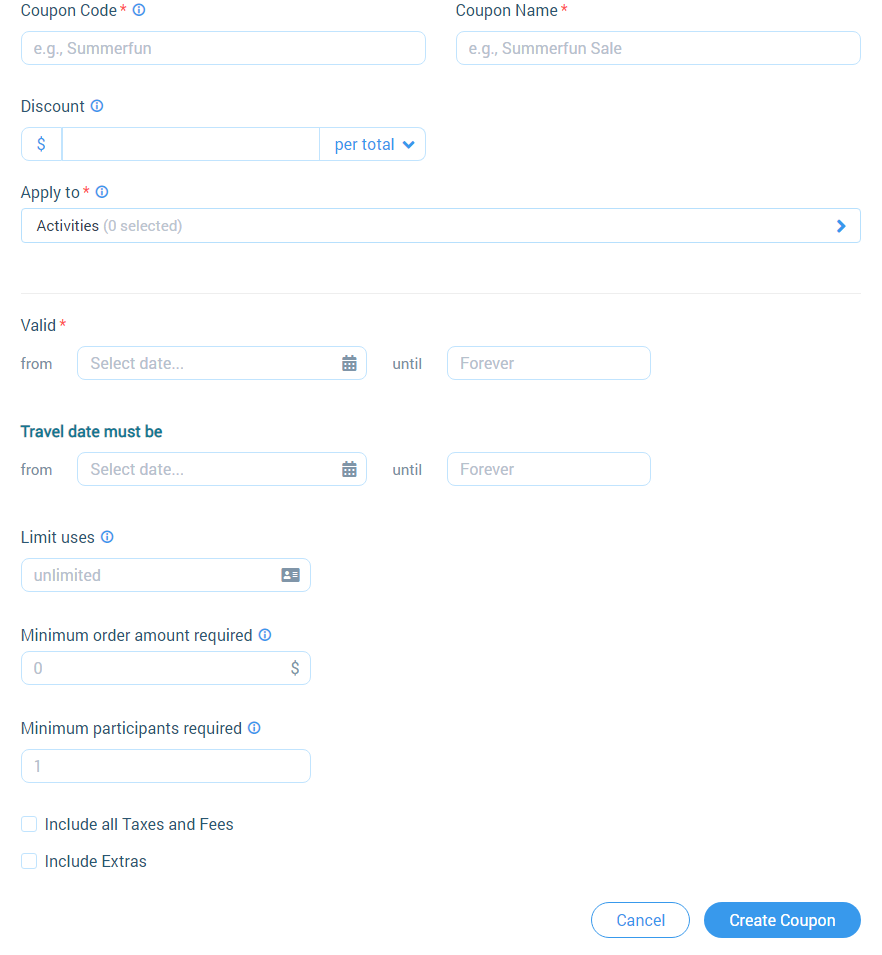 Coupon Code *
Coupon Name *
e.g., Summerfun
e.g., Summerfun Sale
Discount
$
per total
Apply to *
Activities (0 selected)
Valid *
from Select date... until Forever
Travel date must be
from Select date... until Forever
Limit uses
unlimited
Minimum order amount required
0 $
Minimum participants required
1
Include all Taxes and Fees
Include Extras
Cancel Create Coupon